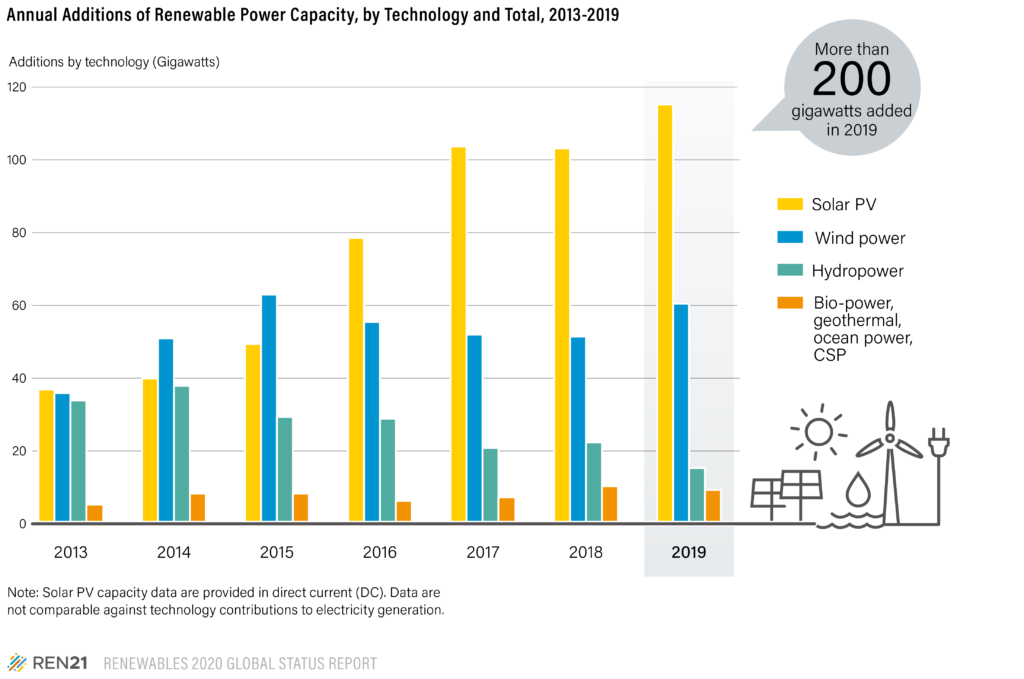 Annual Additions of Renewable Power Capacity, by Technology and Total, 2013-2019
Additions by technology (Gigawatts)
More than
200
gigawatts added
in 2019
120
100
80
60
40
20
0
Solar PV
Wind power
Hydropower
Bio-power,
geothermal,
ocean power,
CSP
2013 2014 2015 2016 2017 2018 2019
Note: Solar PV capacity data are provided in direct current (DC). Data are
not comparable against technology contributions to electricity generation.
REN21 RENEWABLES 2020 GLOBAL STATUS REPORT